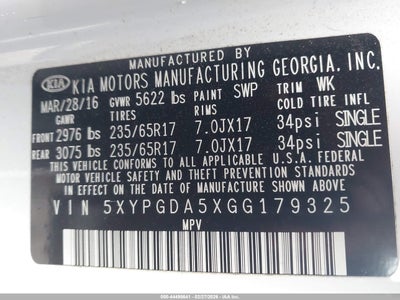 MANUFACTURED BY
KIA KIA MOTORS MANUFACTURING GEORGIA, INC.
MAR/28/16 GVWR 5622 lbs PAINT SWP TRIM WK
GAWR TIRES RIMS COLD TIRE INFL
FRONT 2976 lbs 235/65R17 7.0JX17 34psi SINGLE
REAR 3075 lbs 235/65R17 7.0JX17 34psi SINGLE
THIS VEHICLE CONFORMS TO ALL APPLICABLE U.S.A. FEDERAL
MOTOR VEHICLE SAFETY, BUMPER, AND THEFT PREVENTION STANDARDS
IN EFFECT ON THE DATE OF MANUFACTURE SHOWN ABOVE.
VIN 5XYPGDA5XGG179325
MPV